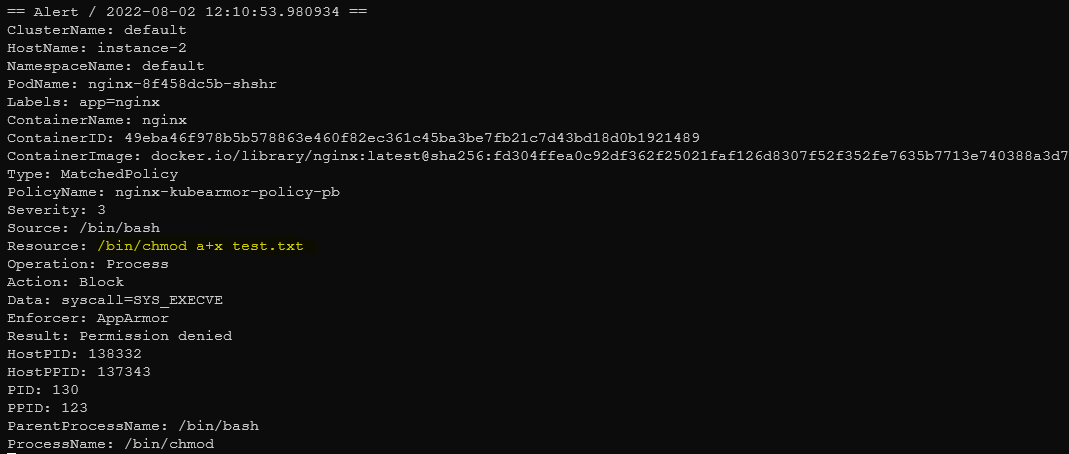 == Alert / 2022-08-02 12:10:53.980934 ==
ClusterName: default
HostName: instance-2
NamespaceName: default
PodName: nginx-8f458dc5b-shshr
Labels: app=nginx
ContainerName: nginx
ContainerID: 49eba46f978b5b578863e460f82ec361c45ba3be7fb21c7d43bd18d0b1921489
ContainerImage: docker.io/library/nginx:latest@sha256:fd304ffea0c92df362f25021faf126d8307f52f352fe7635b7713e740388a3d7
Type: MatchedPolicy
PolicyName: nginx-kubearmor-policy-pb
Severity: 3
Source: /bin/bash
Resource: /bin/chmod a+x test.txt
Operation: Process
Action: Block
Data: syscall=SYS_EXECVE
Enforcer: AppArmor
Result: Permission denied
HostPID: 138332
HostPPID: 137343
PID: 130
PPID: 123
ParentProcessName: /bin/bash
ProcessName: /bin/chmod